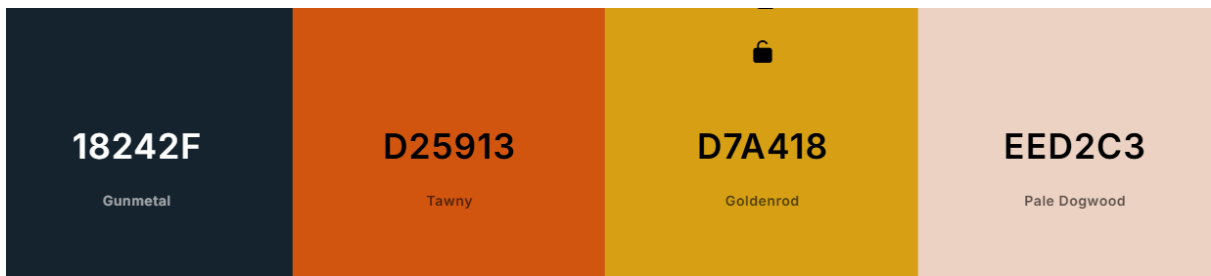 18242F
Gunmetal
D25913
Tawny
D7A418
Goldenrod
EED2C3
Pale Dogwood